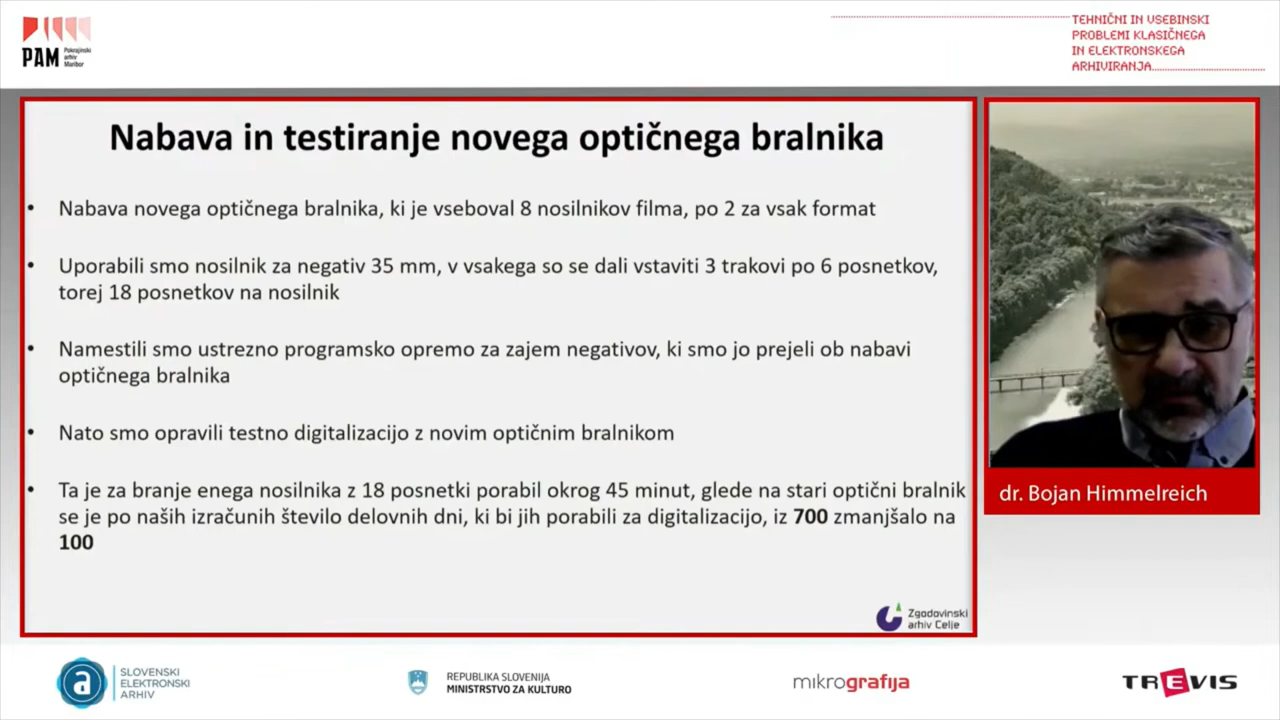 PAM
Pokrajinski
arhiv
Maribor
TEHNIČNI IN VSEBINSKI
PROBLEMI KLASIČNEGA
IN ELEKTRONSKEGA
ARHIVIRANJA
Nabava in testiranje novega optičnega bralnika
• Nabava novega optičnega bralnika, ki je vseboval 8 nosilnikov filma, po 2 za vsak format
• Uporabili smo nosilnik za negativ 35 mm, v vsakega so se dali vstaviti 3 trakovi po 6 posnetkov,
torej 18 posnetkov na nosilnik
• Namestili smo ustrezno programsko opremo za zajem negativov, ki smo jo prejeli ob nabavi
optičnega bralnika
• Nato smo opravili testno digitalizacijo z novim optičnim bralnikom
• Ta je za branje enega nosilnika z 18 posnetki porabil okrog 45 minut, glede na stari optični bralnik
se je po naših izračunih število delovnih dni, ki bi jih porabili za digitalizacijo, iz 700 zmanjšalo na
100
Zgodovinski
arhiv Celje
dr. Bojan Himmelreich
a
SLOVENSKI
ELEKTRONSKI
ARHIV
REPUBLIKA SLOVENIJA
MINISTRSTVO ZA KULTURO
mikrografija
TREVIS